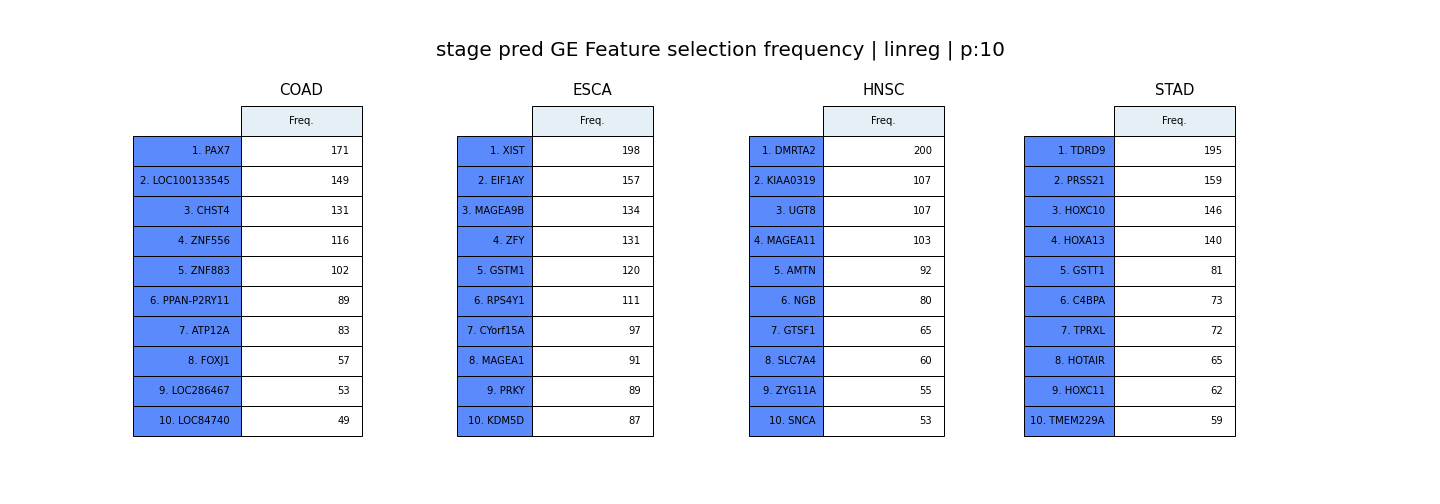 stage pred GE Feature selection frequency | linreg | p:10
COAD
Freq.
1. PAX7 171
2. LOC100133545 149
3. CHST4 131
4. ZNF556 116
5. ZNF883 102
6. PPAN-P2RY11 89
7. ATP12A 83
8. FOXJ1 57
9. LOC286467 53
10. LOC84740 49
ESCA
Freq.
1. XIST 198
2. EIF1AY 157
3. MAGEA9B 134
4. ZFY 131
5. GSTM1 120
6. RPS4Y1 111
7. CYorf15A 97
8. MAGEA1 91
9. PRKY 89
10. KDM5D 87
HNSC
Freq.
1. DMRTA2 200
2. KIAA0319 107
3. UGT8 107
4. MAGEA11 103
5. AMTN 92
6. NGB 80
7. GTSF1 65
8. SLC7A4 60
9. ZYG11A 55
10. SNCA 53
STAD
Freq.
1. TDRD9 195
2. PRSS21 159
3. HOXC10 146
4. HOXA13 140
5. GSTT1 81
6. C4BPA 73
7. TPRXL 72
8. HOTAIR 65
9. HOXC11 62
10. TMEM229A 59